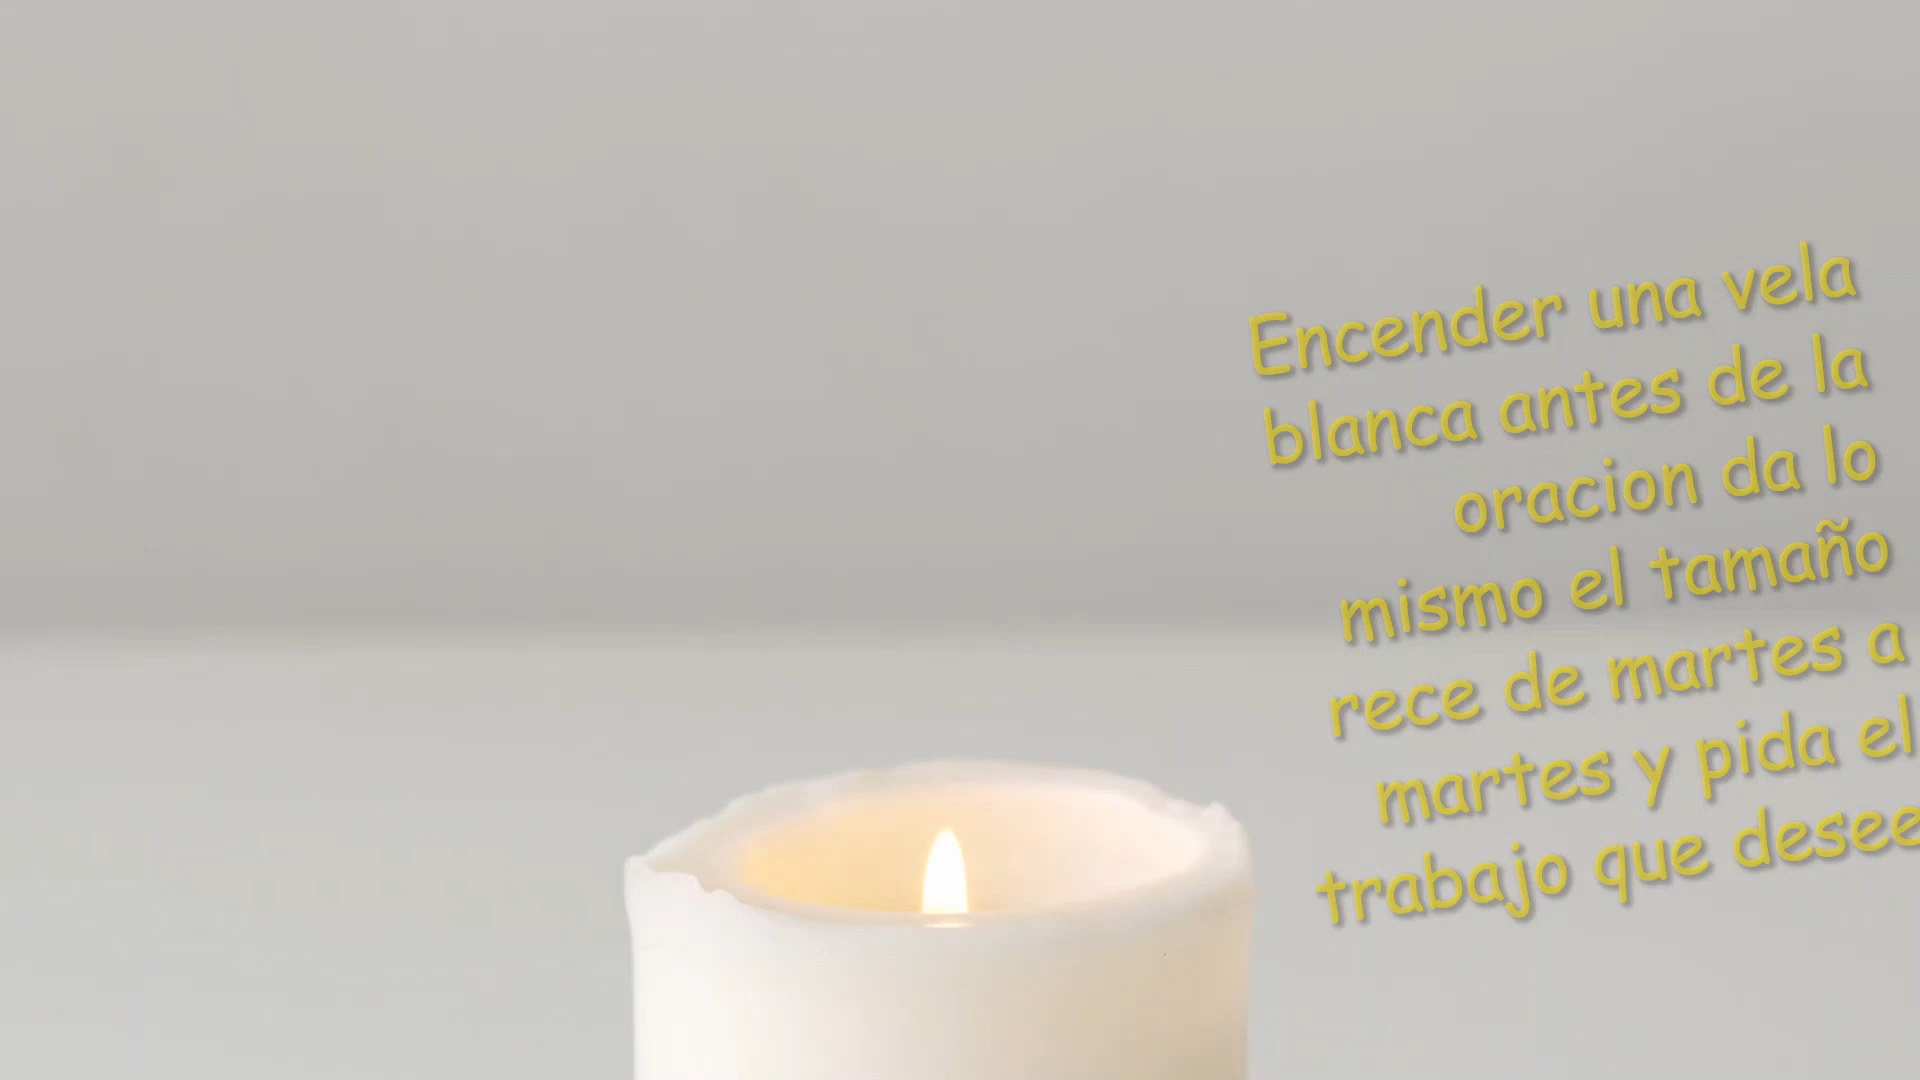 Encender una vela
blanca antes de la
oracion da lo
mismo el tamaño
rece de martes a
martes y pida el
trabajo que desee